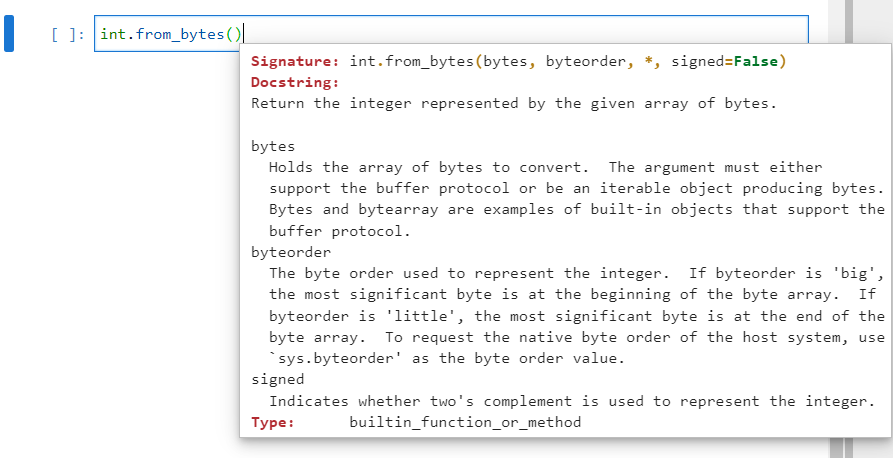 [ ]: int.from_bytes()
Signature: int.from_bytes(bytes, byteorder, *, signed=False)
Docstring:
Return the integer represented by the given array of bytes.
bytes
Holds the array of bytes to convert.  The argument must either
support the buffer protocol or be an iterable object producing bytes.
Bytes and bytearray are examples of built-in objects that support the
buffer protocol.
byteorder
The byte order used to represent the integer.  If byteorder is 'big',
the most significant byte is at the beginning of the byte array.  If
byteorder is 'little', the most significant byte is at the end of the
byte array.  To request the native byte order of the host system, use
`sys.byteorder' as the byte order value.
signed
Indicates whether two's complement is used to represent the integer.
Type:      builtin_function_or_method